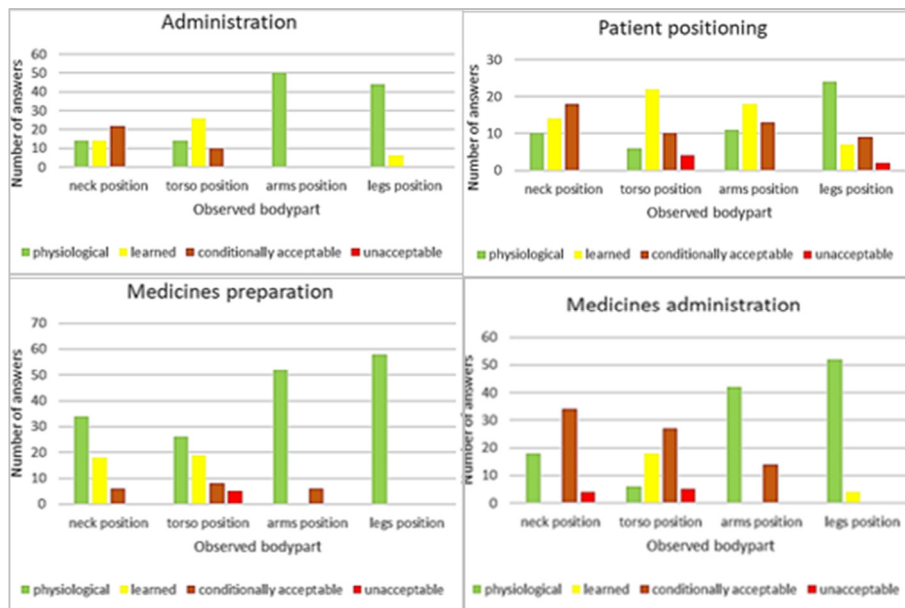 Administration
60
50
40
30
20
10
0
Number of answers
neck position torso position arms position legs position
Observed bodypart
physiological learned conditionally acceptable unacceptable
Patient positioning
30
20
10
0
Number of answers
neck position torso position arms position legs position
Observed bodypart
physiological learned conditionally acceptable unacceptable
Medicines preparation
70
60
50
40
30
20
10
0
Number of answers
neck position torso position arms position legs position
Observed bodypart
physiological learned conditionally acceptable unacceptable
Medicines administration
60
50
40
30
20
10
0
Number of answers
neck position torso position arms position legs position
Observed bodypart
physiological learned conditionally acceptable unacceptable